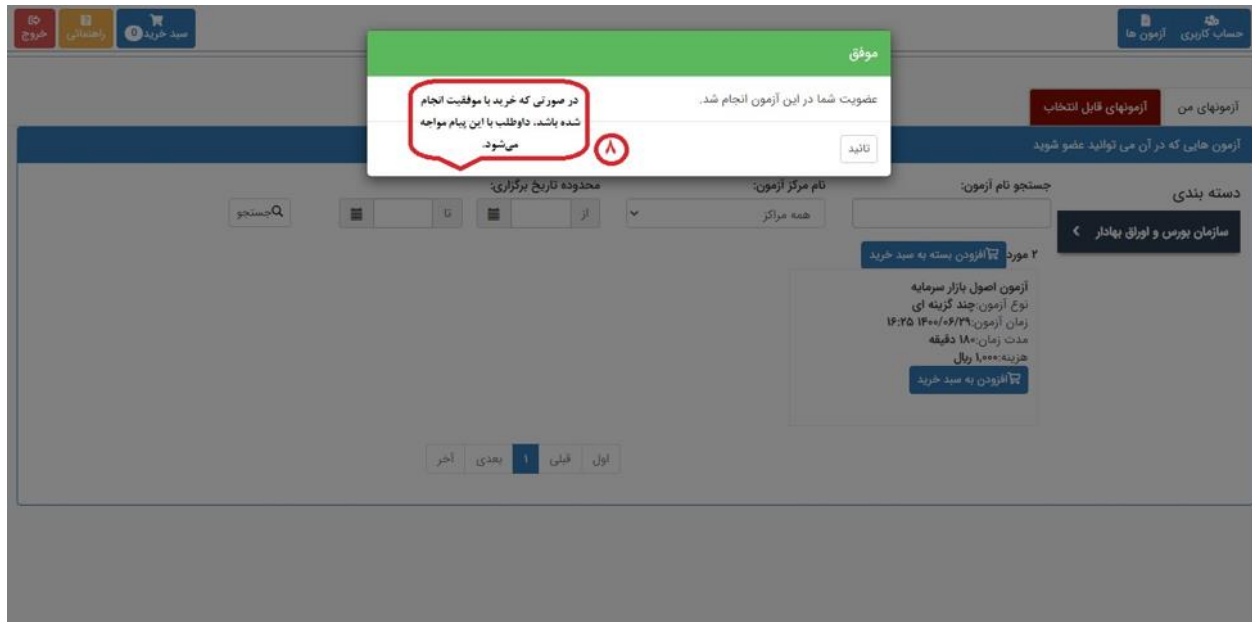 حساب کاربری
آزمون ها
سبد خرید 0
راهنمائی
خروج
موفق
عضویت شما در این آزمون انجام شد.
تائید
در صورتی که خرید با موفقیت انجام
شده باشد، داوطلب با این پیام مواجه
می‌شود.
۸
آزمونهای من
آزمونهای قابل انتخاب
آزمون هایی که در آن می توانید عضو شوید
دسته بندی
سازمان بورس و اوراق بهادار
جستجو نام آزمون:
نام مرکز آزمون:
محدوده تاریخ برگزاری:
همه مراکز
از
تا
جستجو
۲ مورد
افزودن بسته به سبد خرید
آزمون اصول بازار سرمایه
نوع آزمون:چند گزینه ای
زمان آزمون:۱۴۰۰/۰۶/۲۹ ۱۶:۲۵
مدت زمان:۱۸۰ دقیقه
هزینه:۱,۰۰۰ ریال
افزودن به سبد خرید
اول قبلی ۱ بعدی آخر